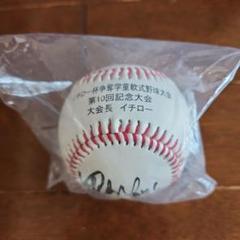 チロー杯争奪学童軟式野球大会
第10回記念大会
大会長 イチロー